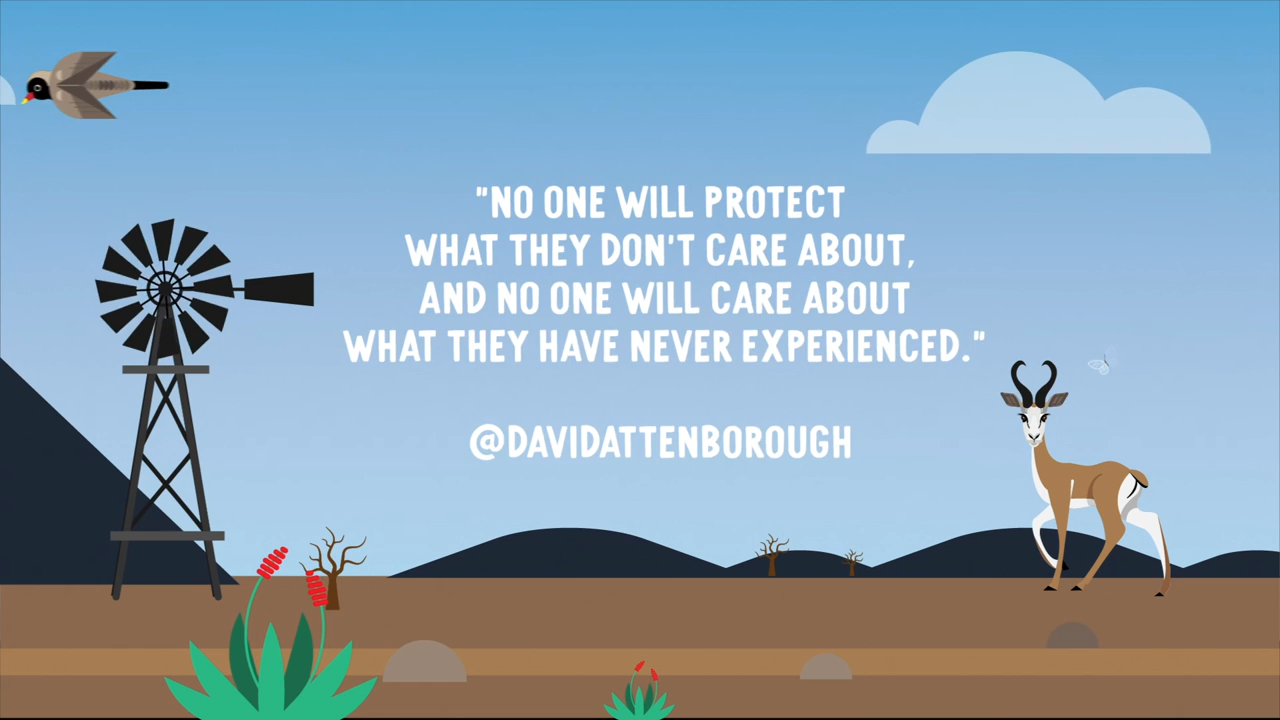 "NO ONE WILL PROTECT
WHAT THEY DON'T CARE ABOUT,
AND NO ONE WILL CARE ABOUT
WHAT THEY HAVE NEVER EXPERIENCED."
@DAVIDATTENBOROUGH